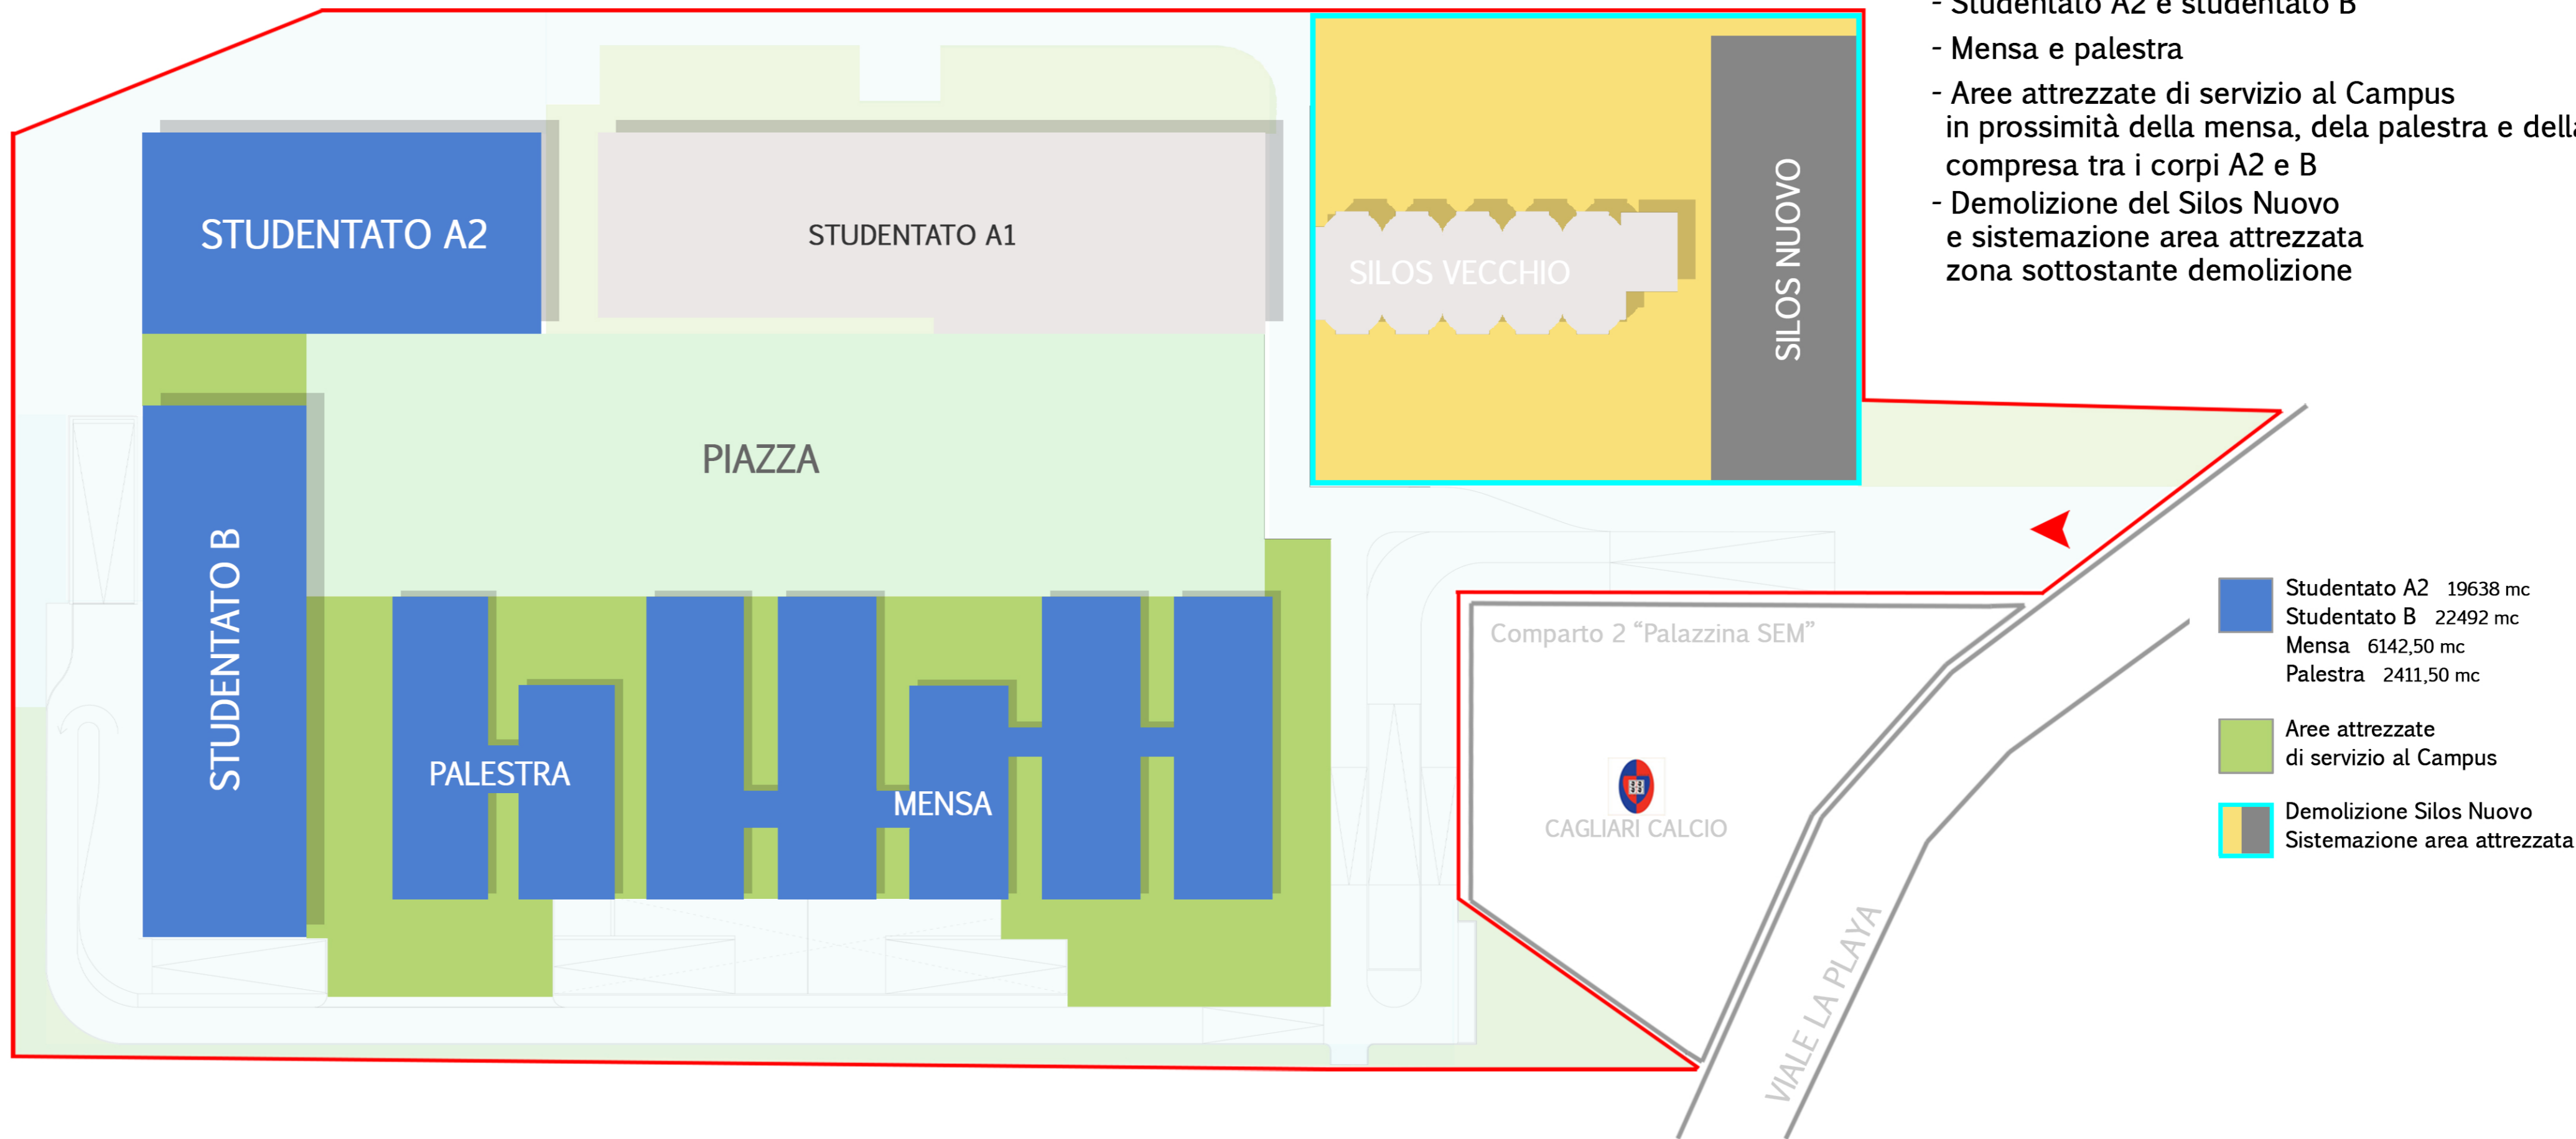 - Studentato A2 e studentato B
- Mensa e palestra
- Aree attrezzate di servizio al Campus
in prossimità della mensa, dela palestra e della
compresa tra i corpi A2 e B
- Demolizione del Silos Nuovo
e sistemazione area attrezzata
zona sottostante demolizione
STUDENTATO A2
STUDENTATO A1
SILOS VECCHIO
SILOS NUOVO
PIAZZA
STUDENTATO B
PALESTRA
MENSA
Comparto 2 “Palazzina SEM”
CAGLIARI CALCIO
VIALE LA PLAYA
Studentato A2 19638 mc
Studentato B 22492 mc
Mensa 6142,50 mc
Palestra 2411,50 mc
Aree attrezzate
di servizio al Campus
Demolizione Silos Nuovo
Sistemazione area attrezzata